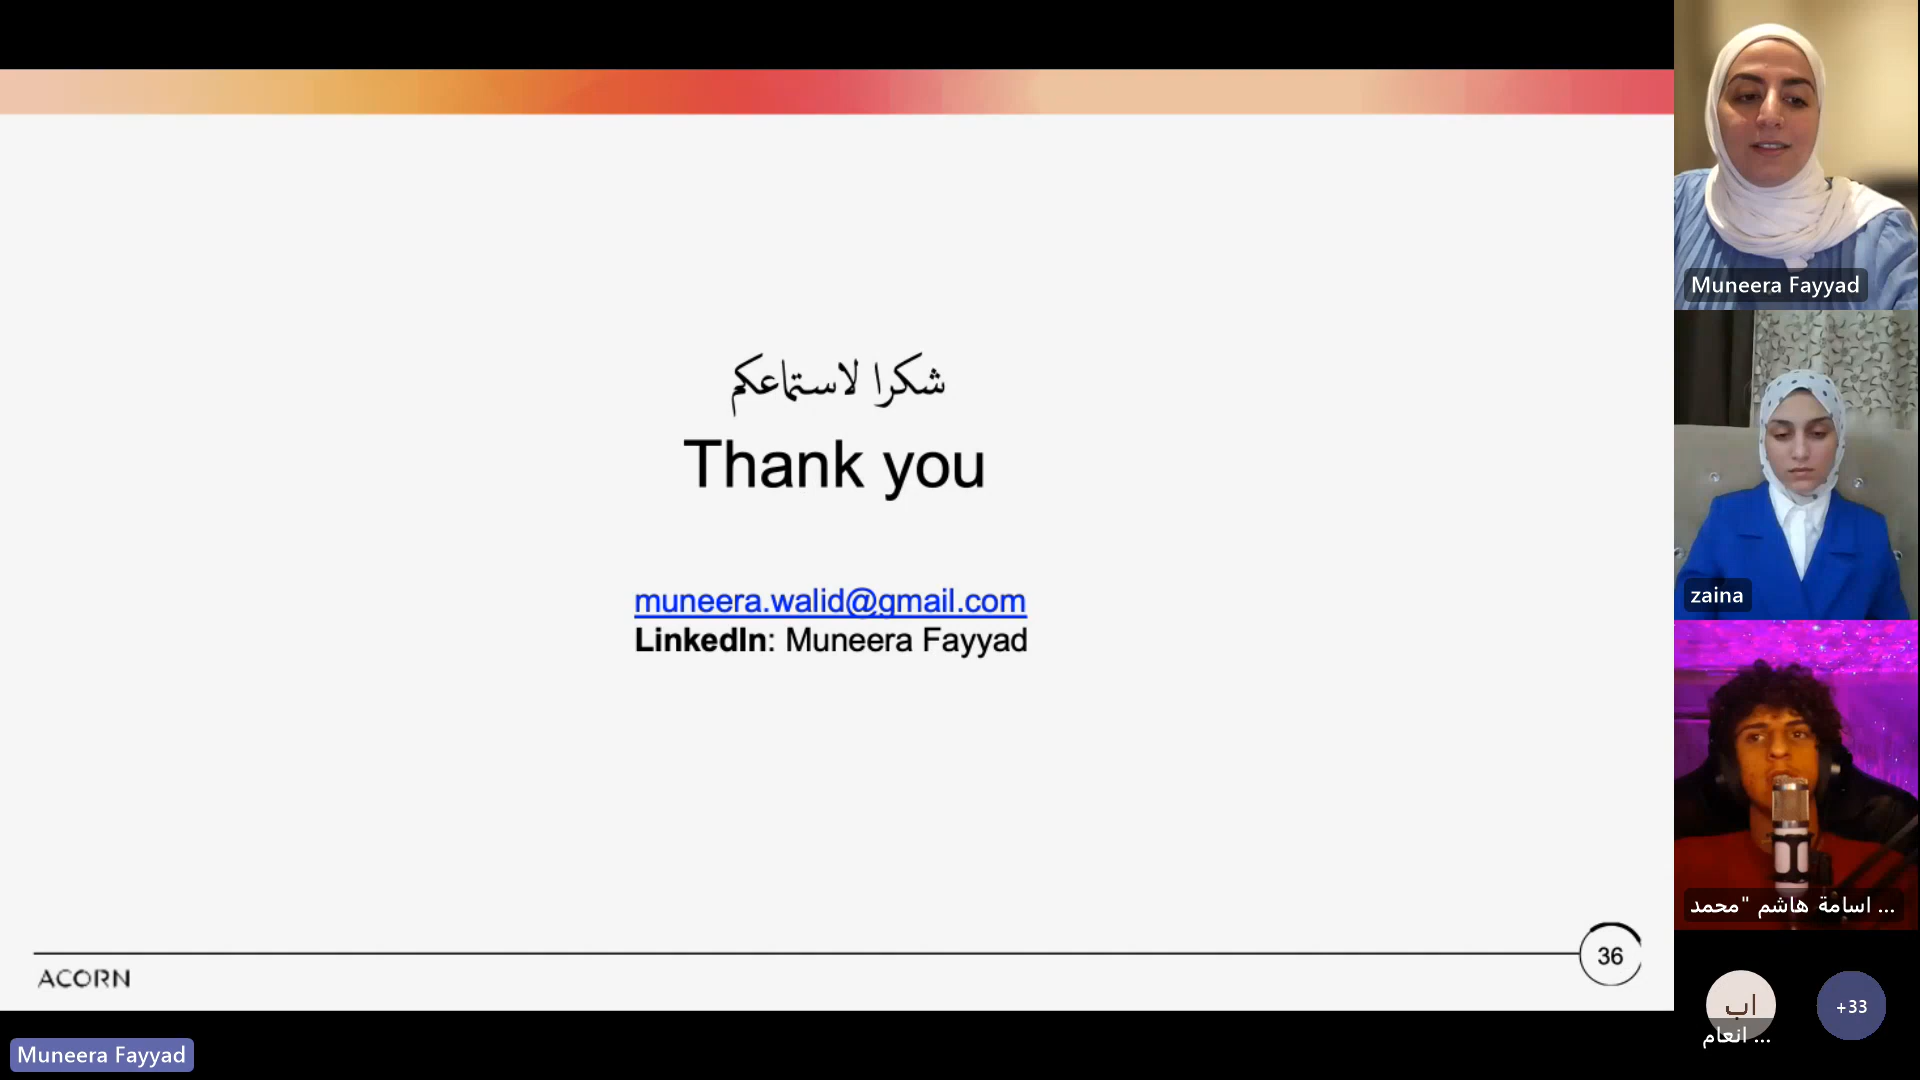 شكرا لاستماعكم
Thank you
muneera.walid@gmail.com
LinkedIn: Muneera Fayyad
ACORN
36
Muneera Fayyad
Muneera Fayyad
zaina
اسامة هاشم "محمد ...
اب
انعام ...
+33